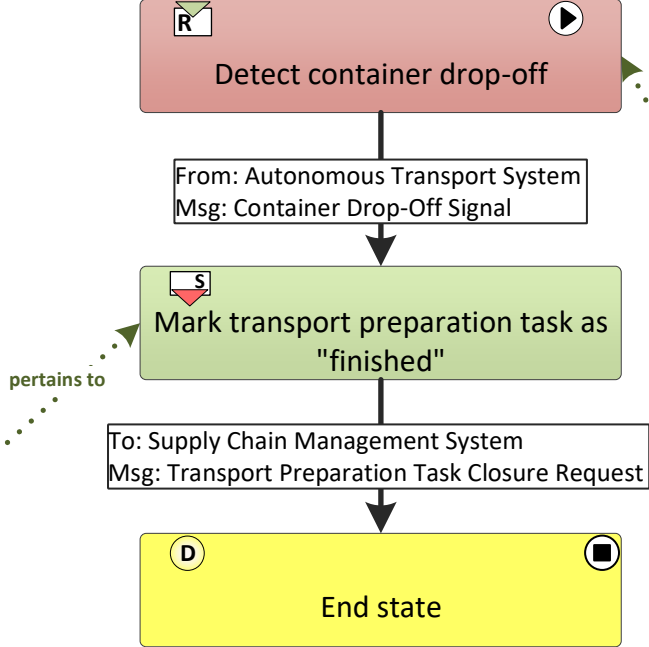 R
Detect container drop-off
From: Autonomous Transport System
Msg: Container Drop-Off Signal
S
Mark transport preparation task as
"finished"
pertains to
To: Supply Chain Management System
Msg: Transport Preparation Task Closure Request
D
End state